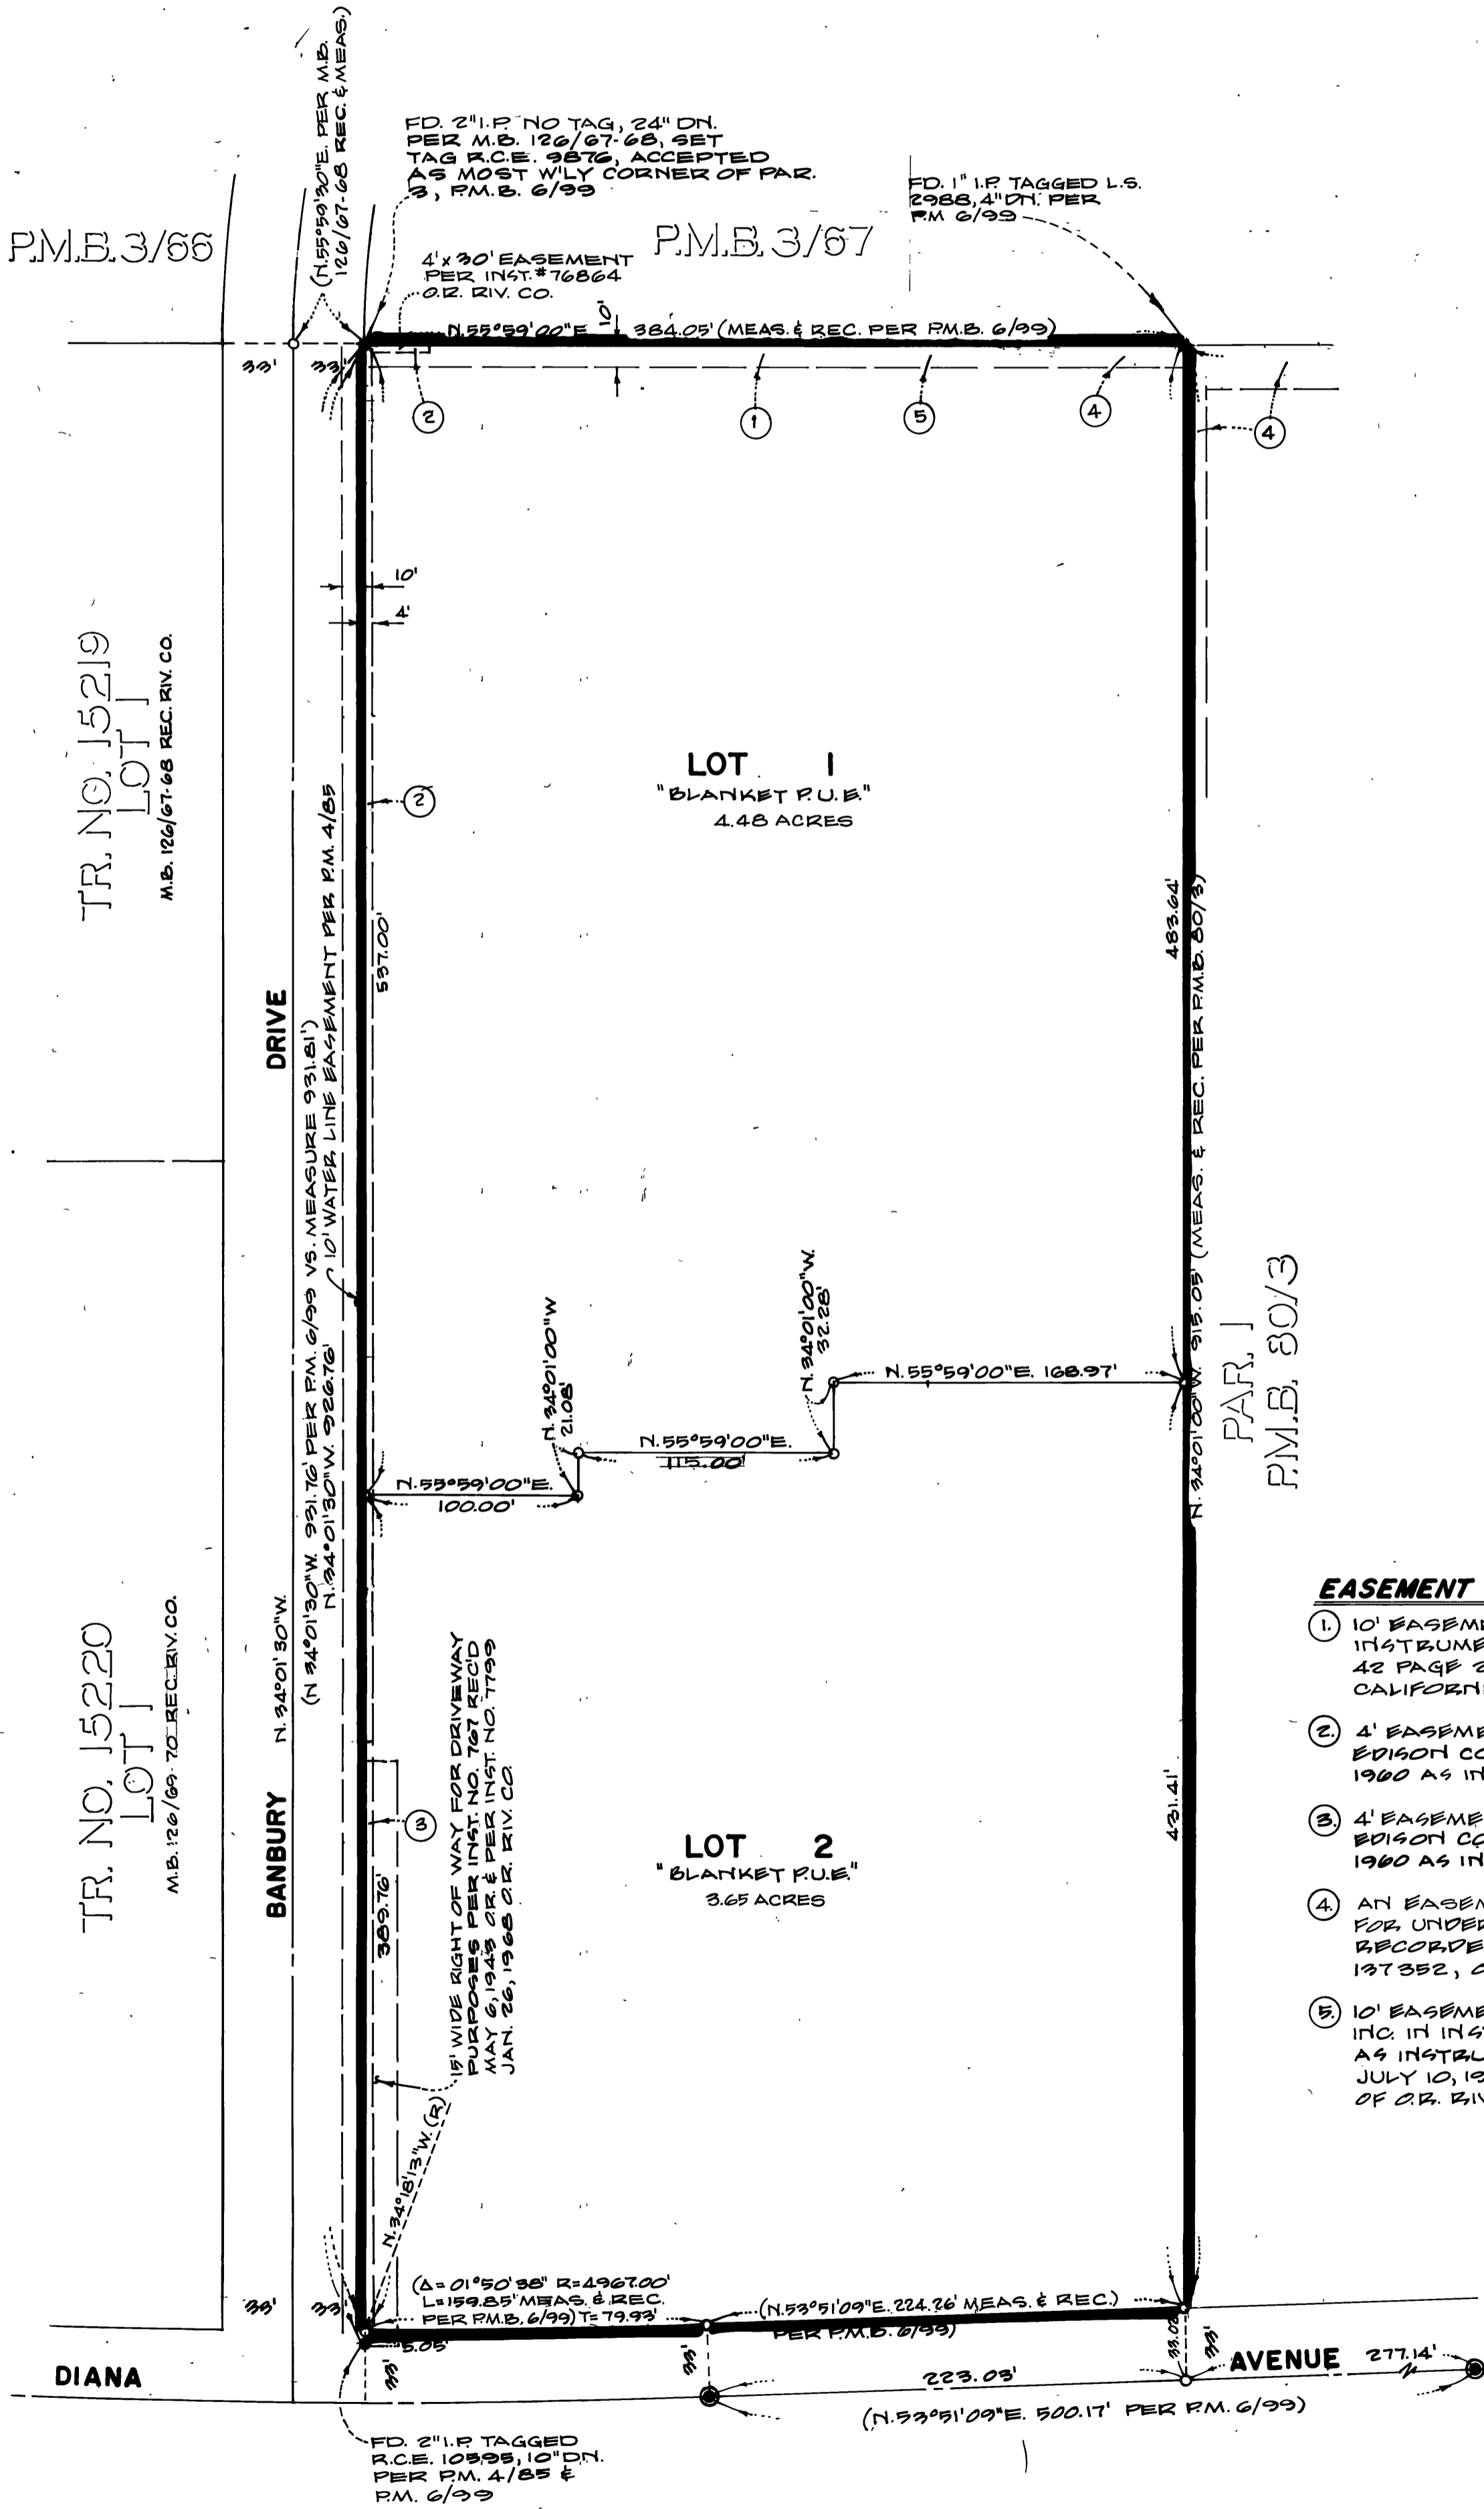 (N.55°59'30"E. PER M.B.
126/67-68 REC. & MEAS.)
FD. 2" I.P. NO TAG, 24" DN.
PER M.B. 126/67-68, SET
TAG R.C.E. 9876, ACCEPTED
AS MOST W'LY CORNER OF PAR.
3, P.M.B. 6/99
FD. 1" I.P. TAGGED L.S.
2988, 4" DN. PER
P.M 6/99
P.M.B. 3/66
P.M.B. 3/67
4' x 30' EASEMENT
PER INST. #76864
O.R. RIV. CO.
N.55°59'00"E. 384.05' (MEAS. & REC. PER P.M.B. 6/99)
10'
33' 33'
2
1
5
4
4
10'
4'
TR. NO. 15219
LOT 1
M.B. 126/67-68 REC. RIV. CO.
LOT 1
"BLANKET P.U.E."
4.48 ACRES
2
537.00'
483.64'
DRIVE
(N 34°01'30"W. 931.76' PER P.M. 6/99 VS. MEASURE 931.81')
N. 34°01'30"W. 926.76'
10' WATER LINE EASEMENT PER P.M. 4/85
N. 34°01'00"W. 915.05' (MEAS. & REC. PER P.M.B. 80/3)
PAR. 1
P.M.B. 80/3
N. 34°01'00"W.
32.28'
N. 55°59'00"E. 168.97'
N. 34°01'00"W
21.08'
N.55°59'00"E.
115.00'
N.55°59'00"E.
100.00'
TR. NO. 15220
LOT 1
M.B. 126/69-70 REC. RIV. CO.
BANBURY N. 34°01'30"W.
3
389.76'
15' WIDE RIGHT OF WAY FOR DRIVEWAY
PURPOSES PER INST. NO. 767 REC'D
MAY 6, 1943 O.R. & PER INST. NO. 7799
JAN. 26, 1968 O.R. RIV. CO.
LOT 2
"BLANKET P.U.E."
3.65 ACRES
431.41'
EASEMENT
1. 10' EASEME
INSTRUME
42 PAGE 2
CALIFORN
2. 4' EASEME
EDISON CO
1960 AS IN
3. 4' EASEME
EDISON CO
1960 AS IN
4. AN EASEM
FOR UNDER
RECORDE
137352, O
5. 10' EASEME
INC. IN INS
AS INSTRU
JULY 10, 19
OF O.R. RIV
N.34°18'13"W. (R)
(Δ= 01°50'38" R=4967.00'
L=159.85' MEAS. & REC.
PER P.M.B. 6/99) T= 79.93'
(N.53°51'09"E. 224.26' MEAS. & REC.)
PER P.M.B. 6/99)
33' 33'
5.05'
33'
33'
33.02
33'
DIANA
AVENUE
277.14'
223.03'
(N.53°51'09"E. 500.17' PER P.M. 6/99)
FD. 2" I.P. TAGGED
R.C.E. 10595, 10" DN.
PER P.M. 4/85 &
P.M. 6/99